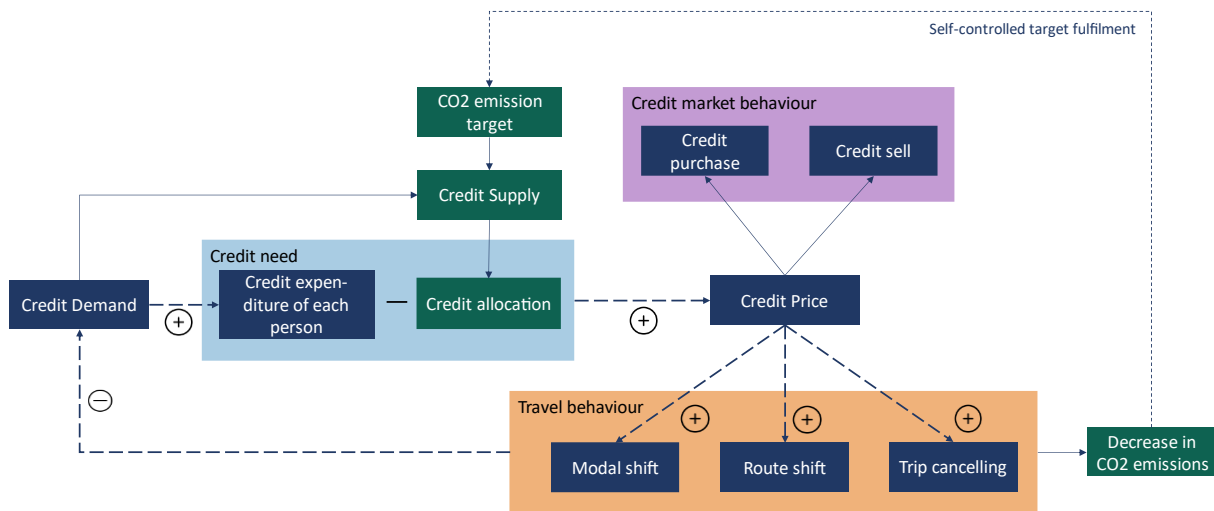 Self-controlled target fulfilment
CO2 emission
target
Credit market behaviour
Credit
purchase
Credit sell
Credit Supply
Credit need
Credit Demand
+
Credit expen-
diture of each
person
—
Credit allocation
+
Credit Price
−
Travel behaviour
+
+
+
Modal shift
Route shift
Trip cancelling
Decrease in
CO2 emissions